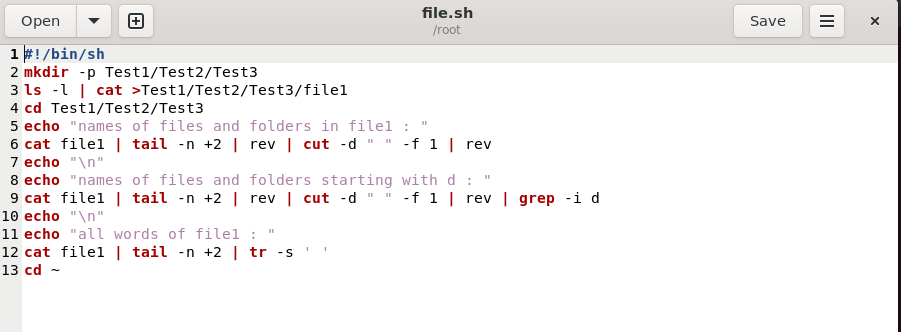 Open
file.sh
/root
Save
1 #!/bin/sh
2 mkdir -p Test1/Test2/Test3
3 ls -l | cat >Test1/Test2/Test3/file1
4 cd Test1/Test2/Test3
5 echo "names of files and folders in file1 : "
6 cat file1 | tail -n +2 | rev | cut -d " " -f 1 | rev
7 echo "\n"
8 echo "names of files and folders starting with d : "
9 cat file1 | tail -n +2 | rev | cut -d " " -f 1 | rev | grep -i d
10 echo "\n"
11 echo "all words of file1 : "
12 cat file1 | tail -n +2 | tr -s ' '
13 cd ~